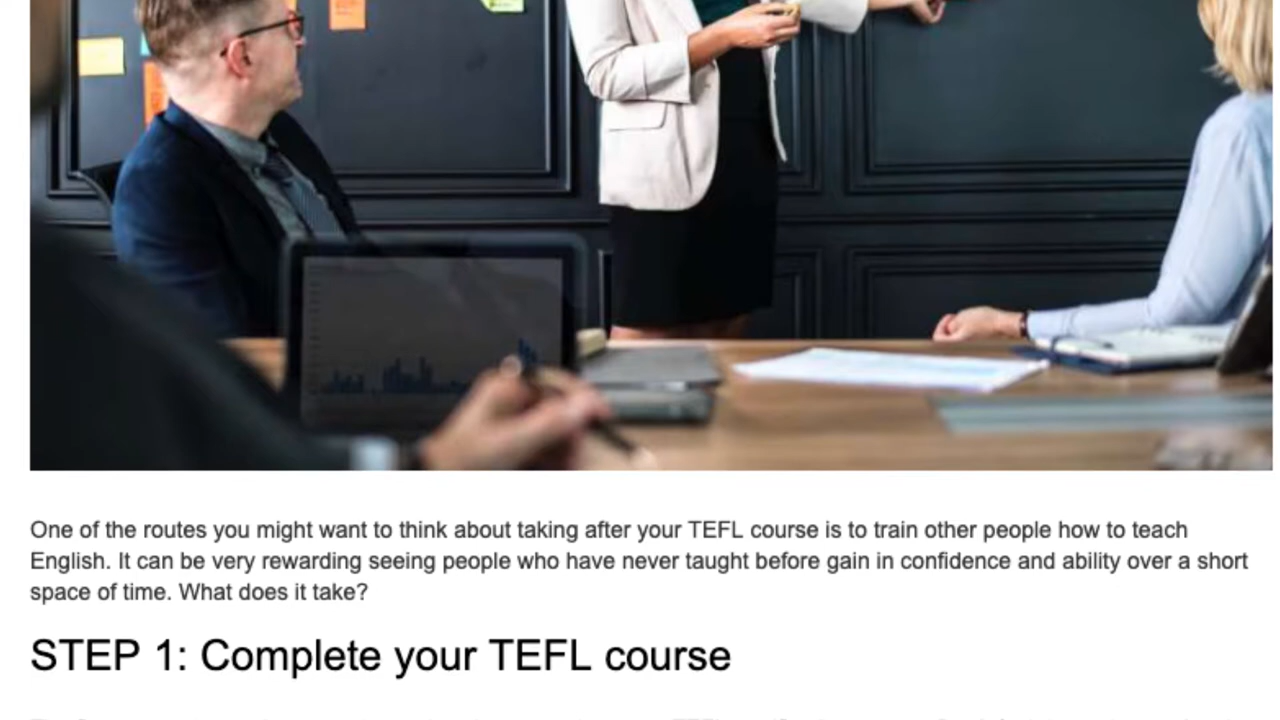 One of the routes you might want to think about taking after your TEFL course is to train other people how to teach
English. It can be very rewarding seeing people who have never taught before gain in confidence and ability over a short
space of time. What does it take?
STEP 1: Complete your TEFL course